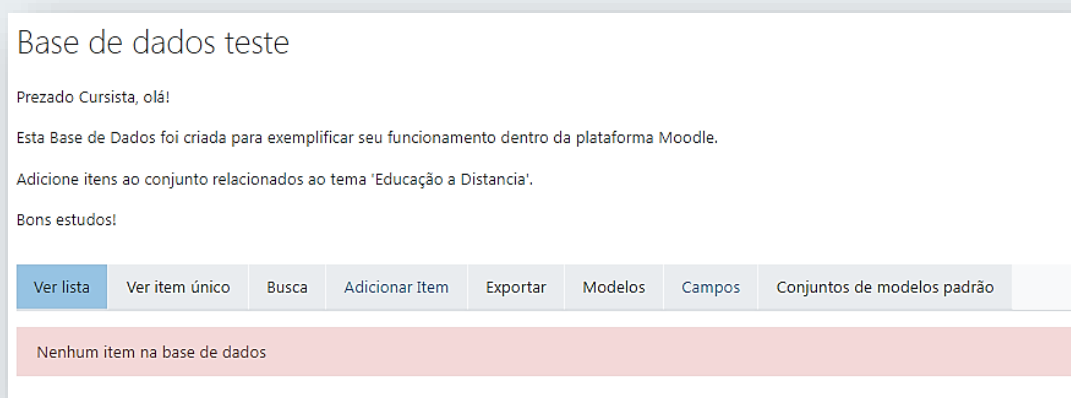 Base de dados teste
Prezado Cursista, olá!
Esta Base de Dados foi criada para exemplificar seu funcionamento dentro da plataforma Moodle.
Adicione itens ao conjunto relacionados ao tema 'Educação a Distancia'.
Bons estudos!
Ver lista Ver item único Busca Adicionar Item Exportar Modelos Campos Conjuntos de modelos padrão
Nenhum item na base de dados